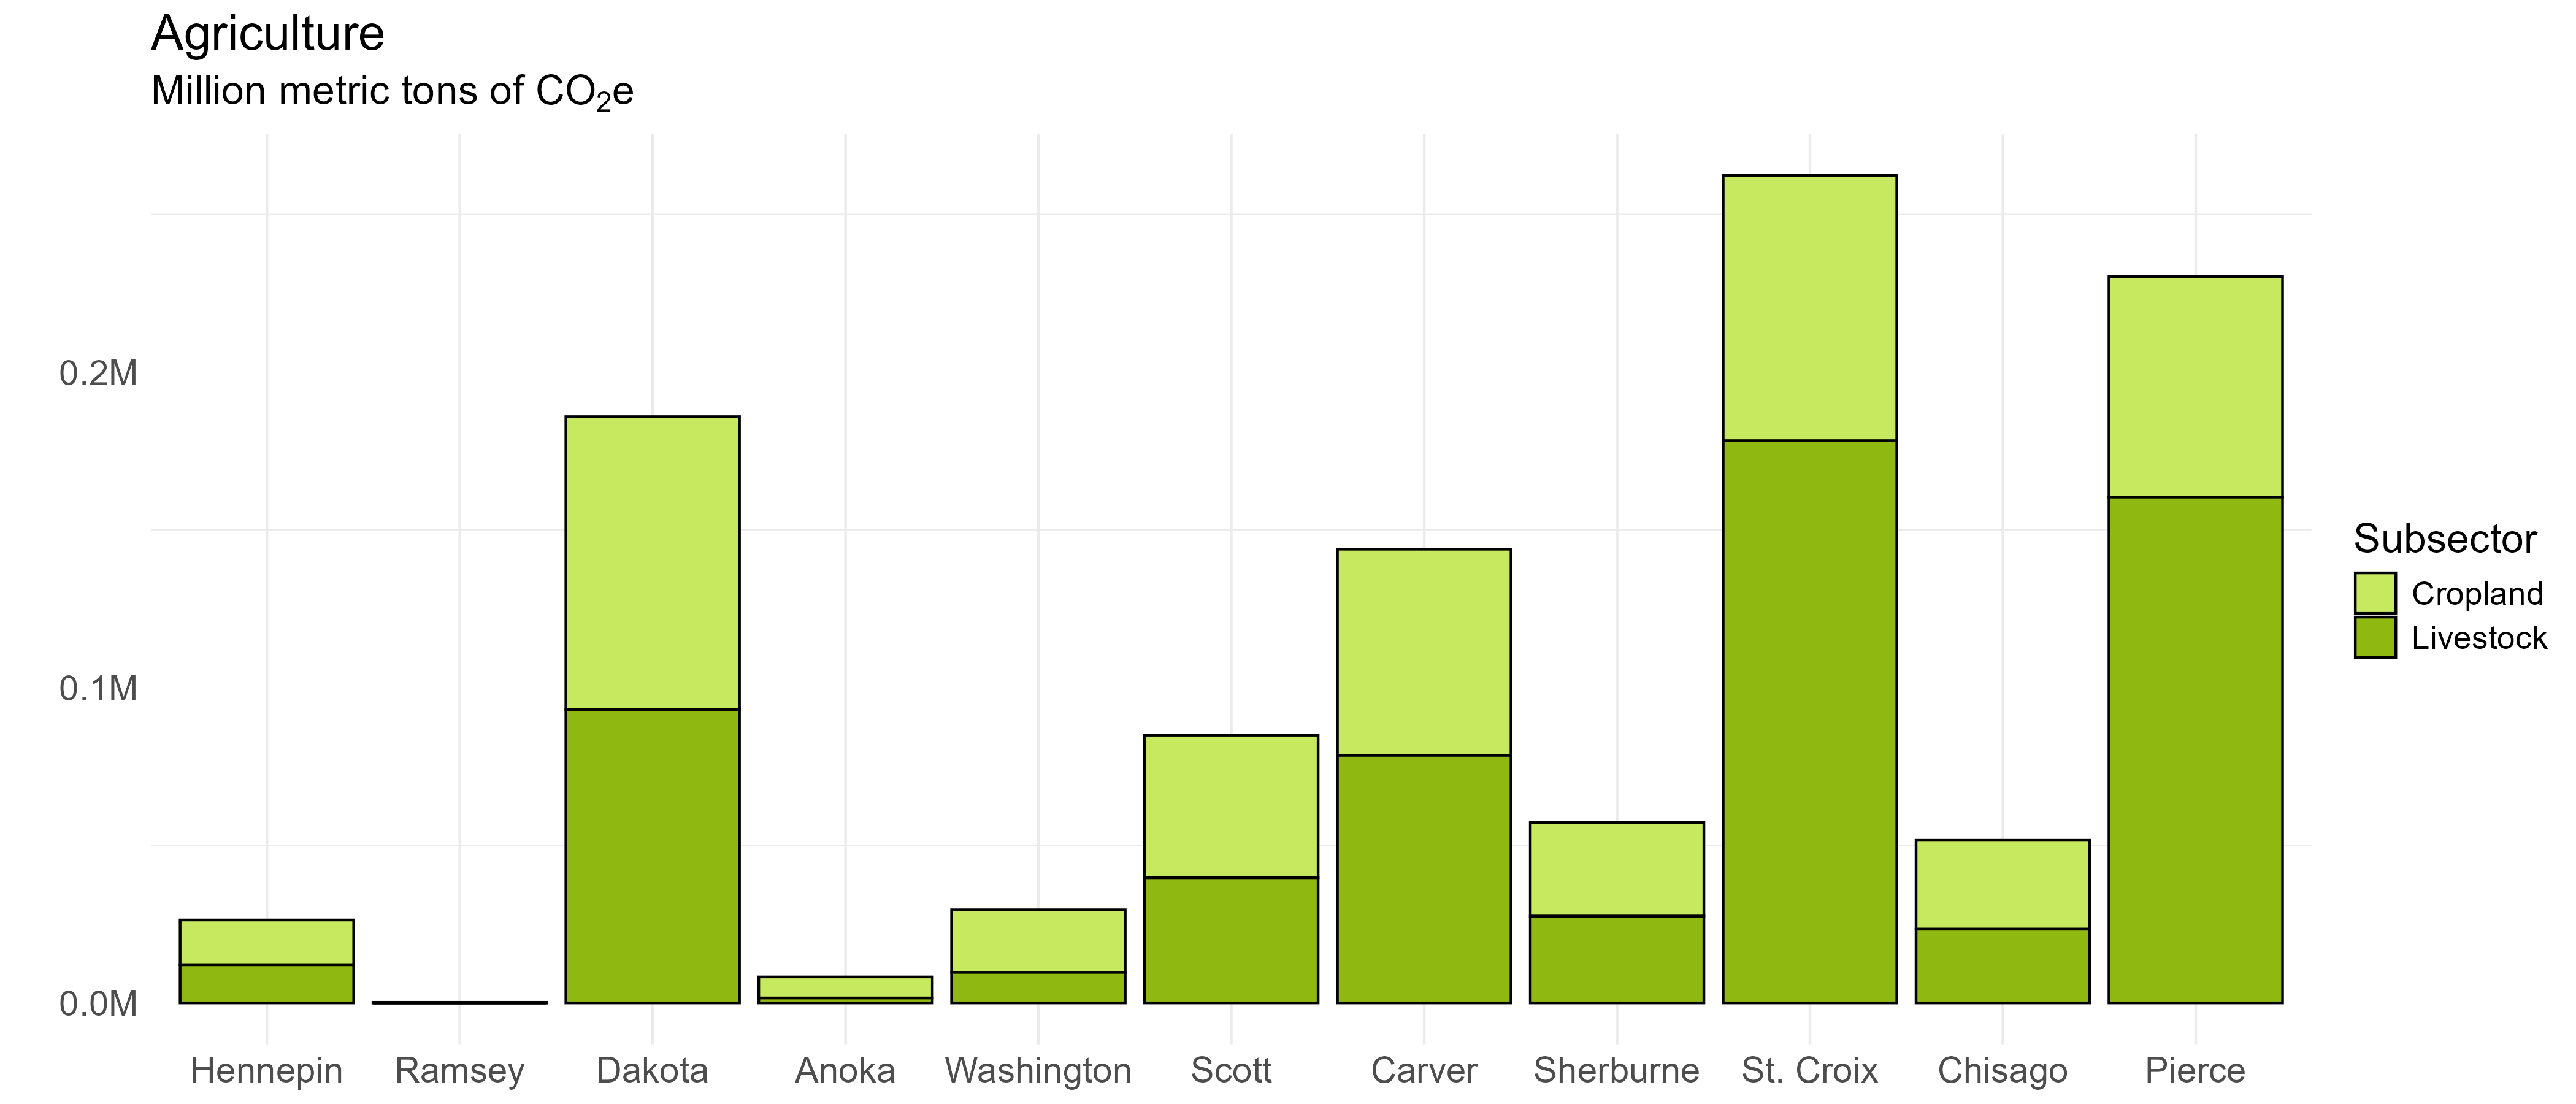 Agriculture
Million metric tons of CO₂e
0.2M
0.1M
0.0M
Hennepin Ramsey Dakota Anoka Washington Scott Carver Sherburne St. Croix Chisago Pierce
Subsector
Cropland
Livestock